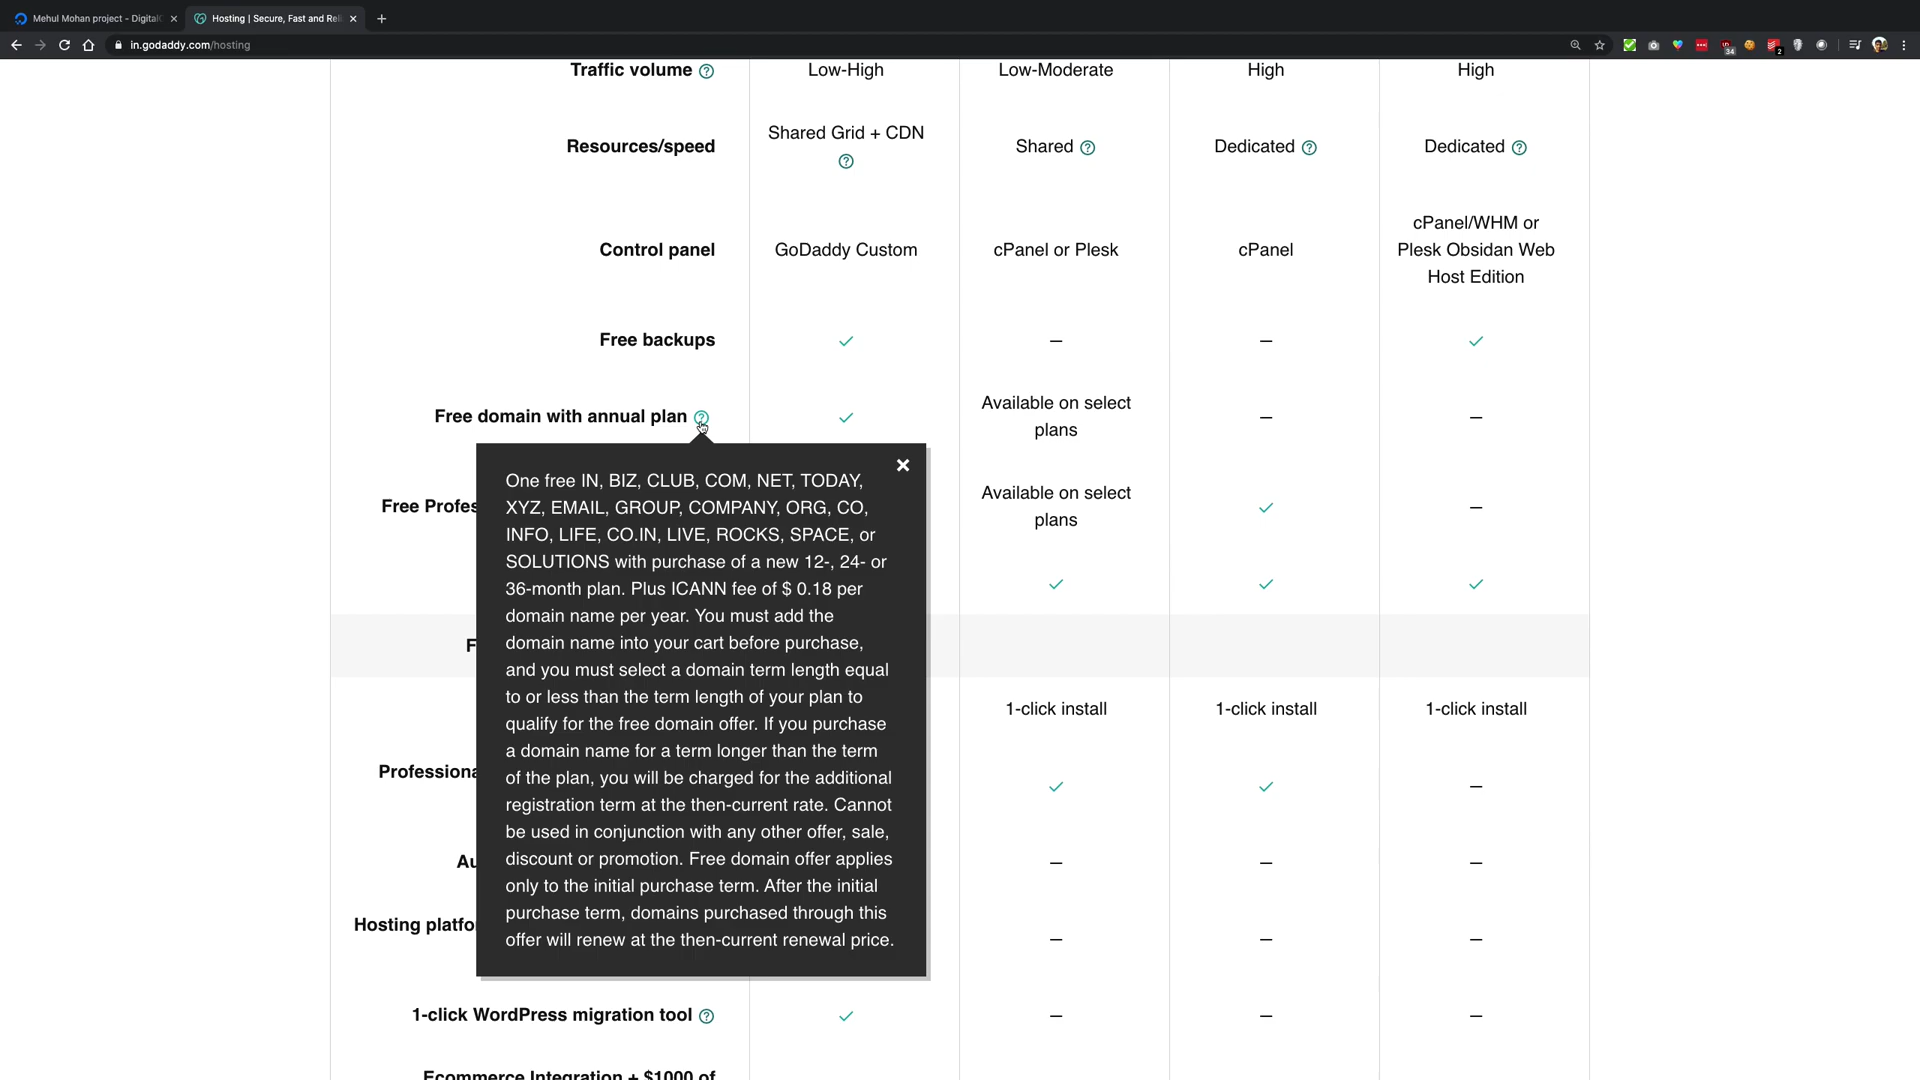 Mehul Mohan project - Digital
Hosting | Secure, Fast and Reli
in.godaddy.com/hosting
34
2
Traffic volume ?
Low-High
Low-Moderate
High
High
Resources/speed
Shared Grid + CDN
?
Shared ?
Dedicated ?
Dedicated ?
Control panel
GoDaddy Custom
cPanel or Plesk
cPanel
cPanel/WHM or
Plesk Obsidan Web
Host Edition
Free backups
Free domain with annual plan ?
Available on select
plans
Free Profes
Available on select
plans
One free IN, BIZ, CLUB, COM, NET, TODAY,
XYZ, EMAIL, GROUP, COMPANY, ORG, CO,
INFO, LIFE, CO.IN, LIVE, ROCKS, SPACE, or
SOLUTIONS with purchase of a new 12-, 24- or
36-month plan. Plus ICANN fee of $ 0.18 per
domain name per year. You must add the
domain name into your cart before purchase,
and you must select a domain term length equal
to or less than the term length of your plan to
qualify for the free domain offer. If you purchase
a domain name for a term longer than the term
of the plan, you will be charged for the additional
registration term at the then-current rate. Cannot
be used in conjunction with any other offer, sale,
discount or promotion. Free domain offer applies
only to the initial purchase term. After the initial
purchase term, domains purchased through this
offer will renew at the then-current renewal price.
F
1-click install
1-click install
1-click install
Professiona
Au
Hosting platfo
1-click WordPress migration tool ?
Ecommerce Integration + $1000 of